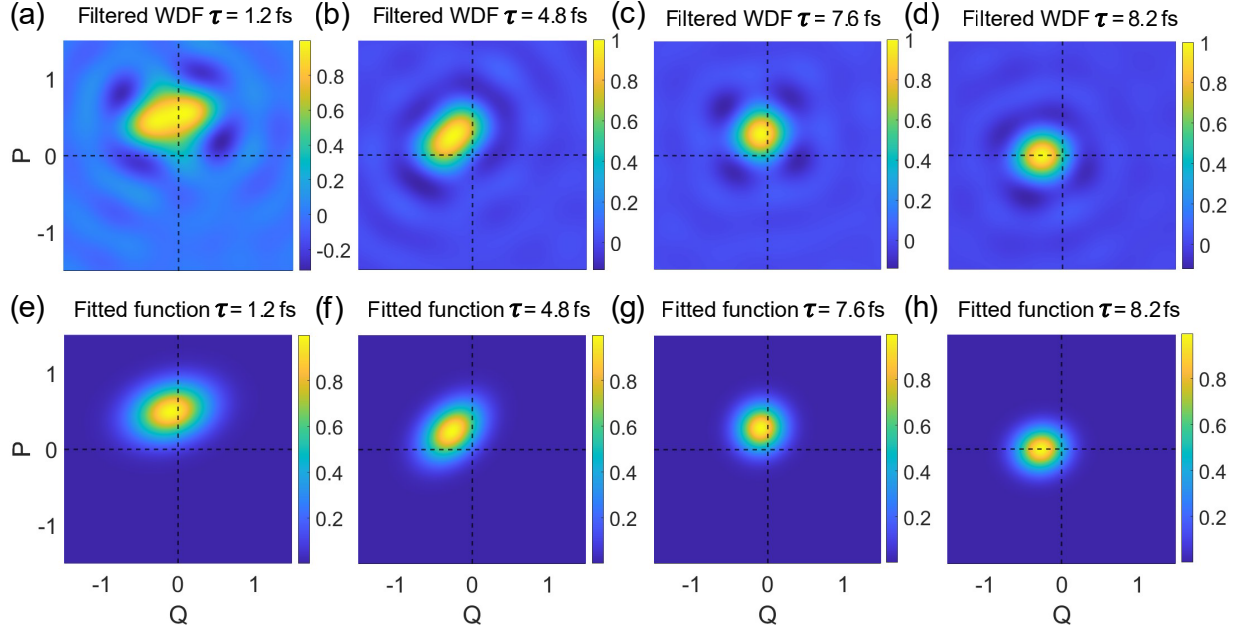 (a) Filtered WDF τ = 1.2 fs
(b) Filtered WDF τ = 4.8 fs
(c) Filtered WDF τ = 7.6 fs
(d) Filtered WDF τ = 8.2 fs
P
1
0
-1
0.8
0.6
0.4
0.2
0
-0.2
1
0.8
0.6
0.4
0.2
0
1
0.8
0.6
0.4
0.2
0
1
0.8
0.6
0.4
0.2
0
(e) Fitted function τ = 1.2 fs
(f) Fitted function τ = 4.8 fs
(g) Fitted function τ = 7.6 fs
(h) Fitted function τ = 8.2 fs
P
1
0
-1
0.8
0.6
0.4
0.2
0.8
0.6
0.4
0.2
0.8
0.6
0.4
0.2
0.8
0.6
0.4
0.2
-1 0 1
-1 0 1
-1 0 1
-1 0 1
Q
Q
Q
Q